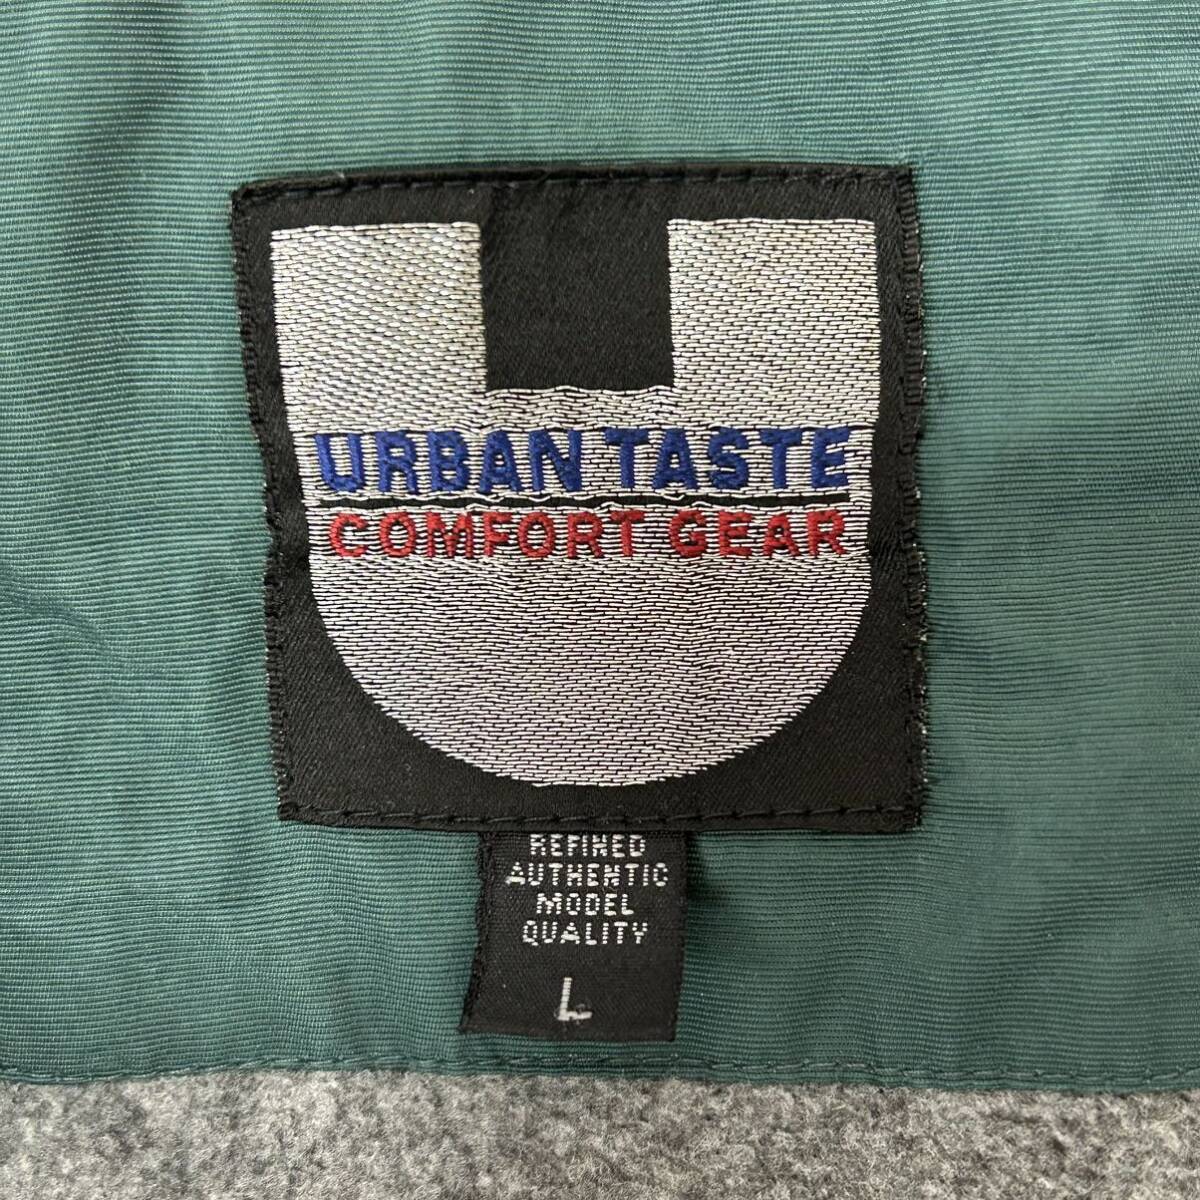 URBAN TASTE
COMFORT GEAR
REFINED
AUTHENTIC
MODEL
QUALITY
L